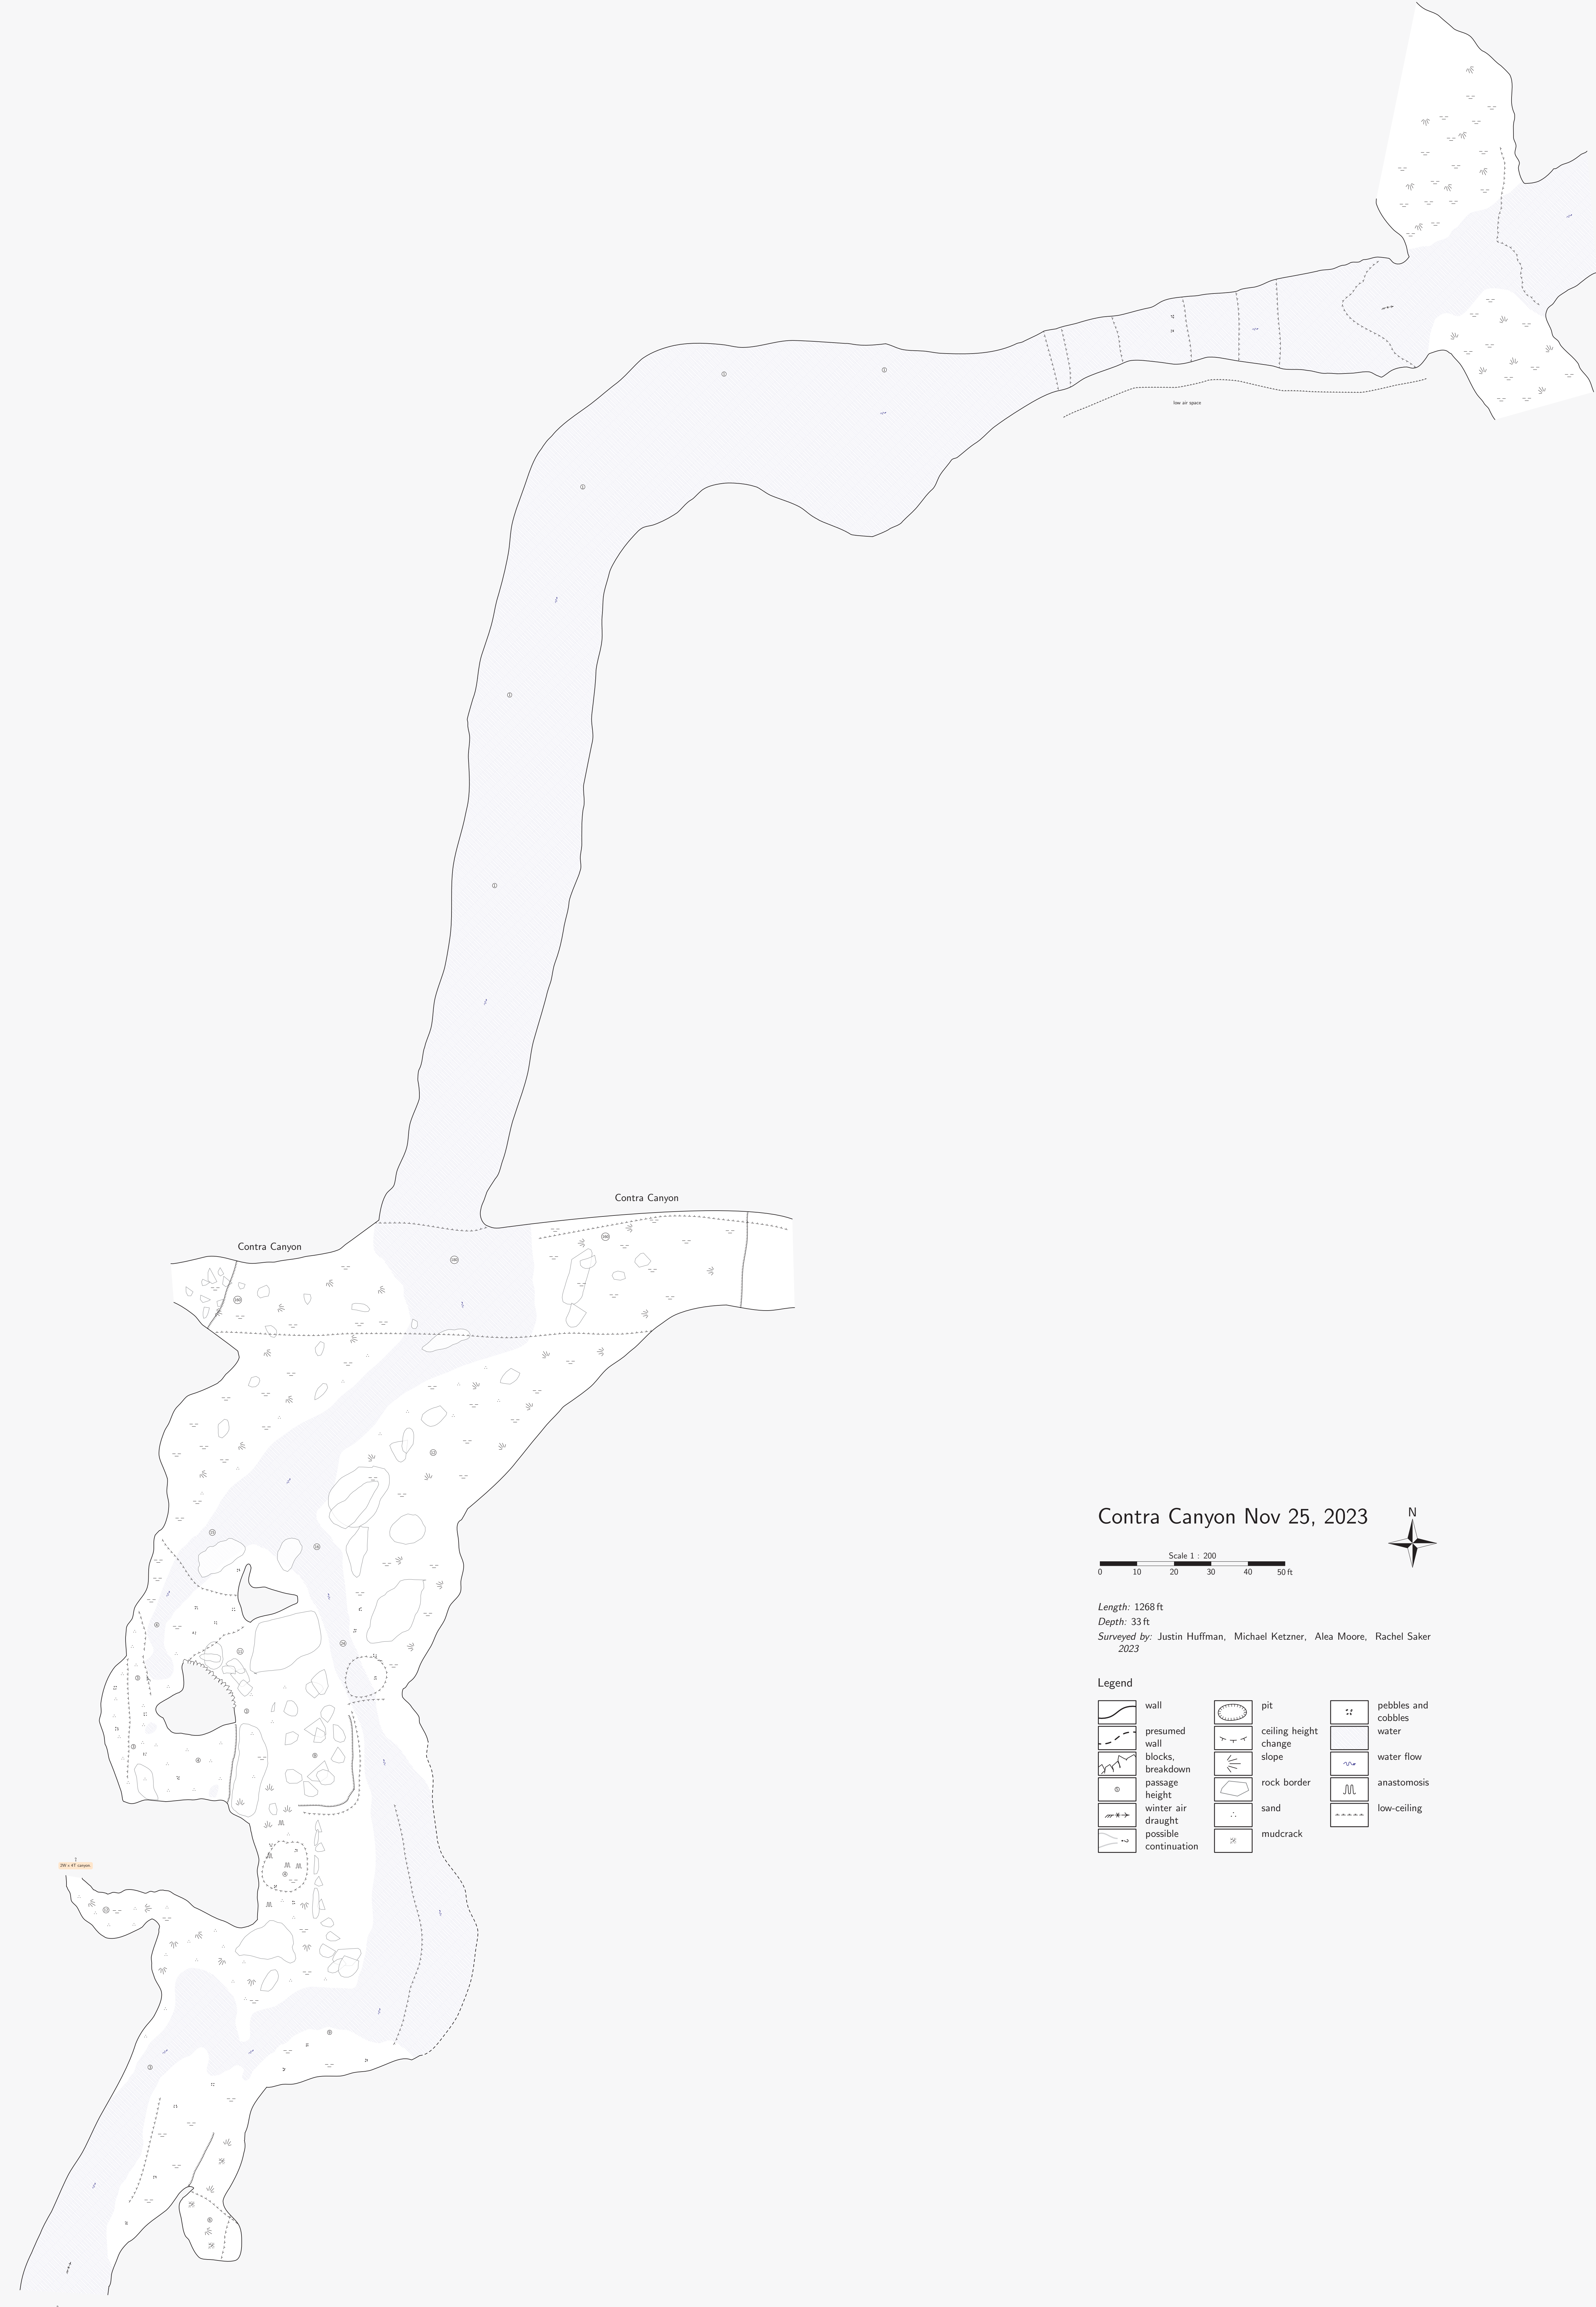 low air space
Contra Canyon
Contra Canyon
Contra Canyon Nov 25, 2023
N
Scale 1 : 200
0 10 20 30 40 50 ft
Length: 1268 ft
Depth: 33 ft
Surveyed by: Justin Huffman, Michael Ketzner, Alea Moore, Rachel Saker
2023
Legend
wall
presumed
wall
blocks,
breakdown
passage
height
winter air
draught
possible
continuation
pit
ceiling height
change
slope
rock border
sand
mudcrack
pebbles and
cobbles
water
water flow
anastomosis
low-ceiling
?
3W x 4T canyon